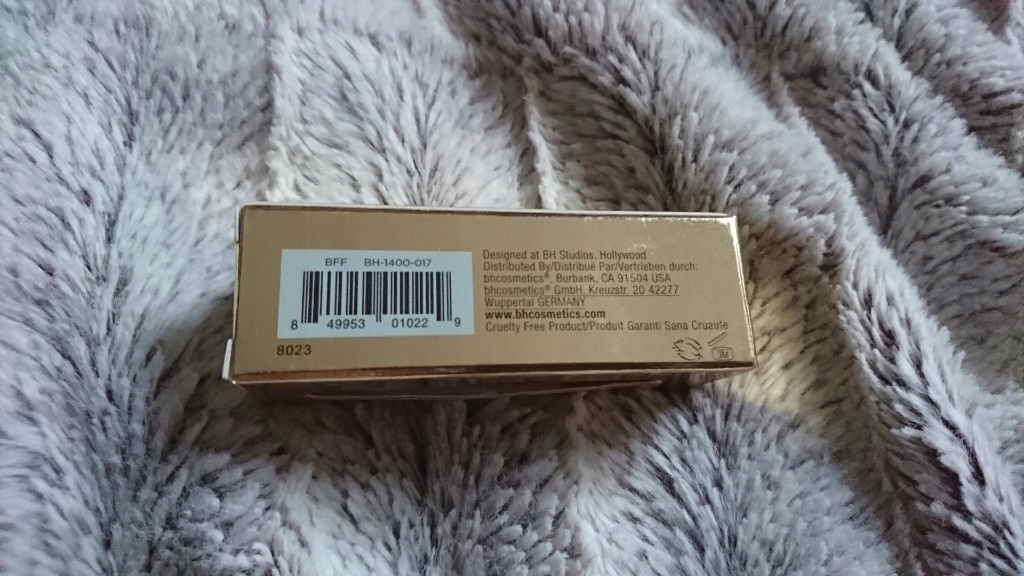 BFF BH-1400-017
8 49953 01022 9
8023
Designed at BH Studios, Hollywood
Distributed By/Distribué Par/Vertrieben durch:
bhcosmetics®, Burbank, CA 91504 USA
bhcosmetics® GmbH, Kreuzstr. 20 42277
Wuppertal GERMANY
www.bhcosmetics.com
Cruelty Free Product/Produit Garanti Sans Cruauté
3M